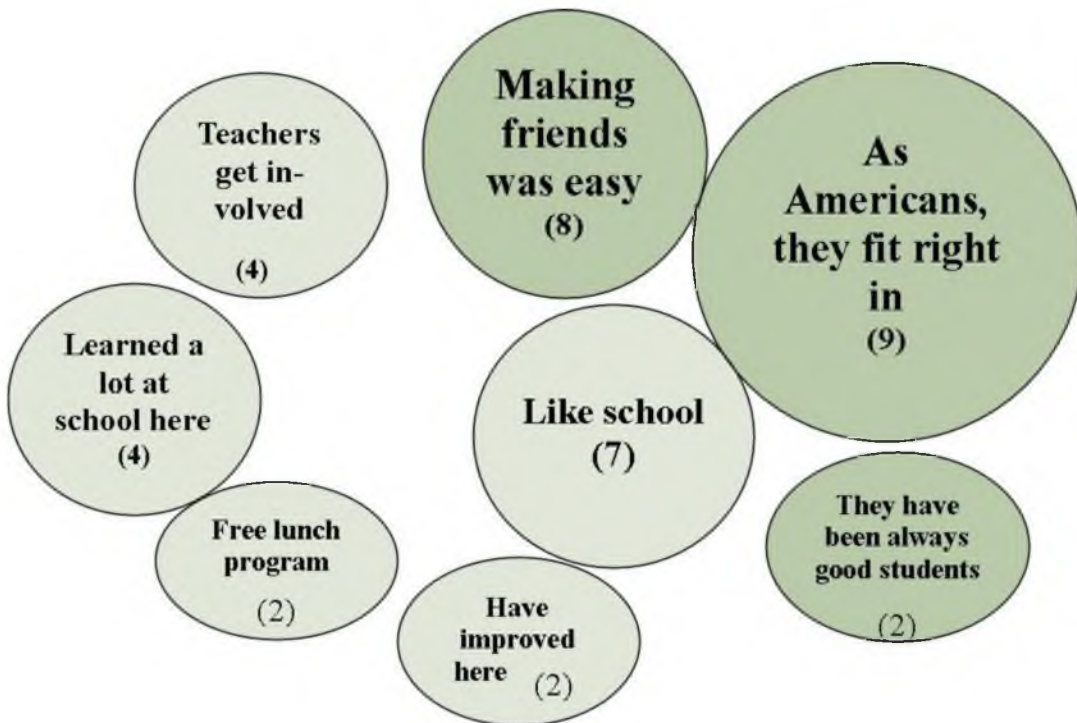 Making
friends
was easy
(8)
As
Americans,
they fit right
in
(9)
Teachers
get in-
volved
(4)
Learned a
lot at
school here
(4)
Like school
(7)
Free lunch
program
(2)
Have
improved
here (2)
They have
been always
good students
(2)